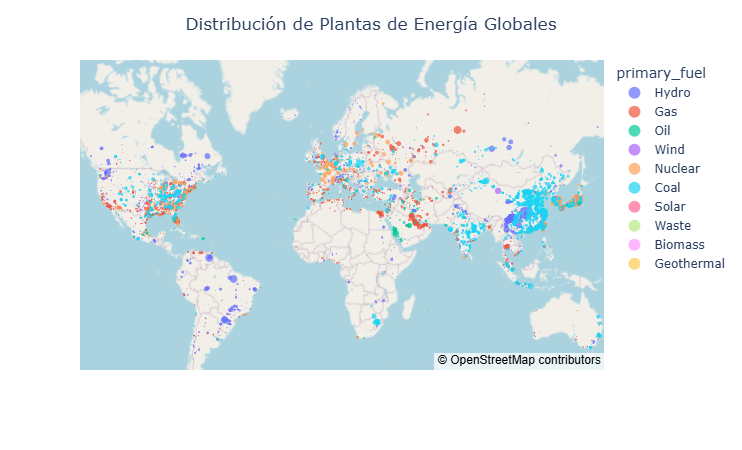 Distribución de Plantas de Energía Globales
primary_fuel
Hydro
Gas
Oil
Wind
Nuclear
Coal
Solar
Waste
Biomass
Geothermal
© OpenStreetMap contributors